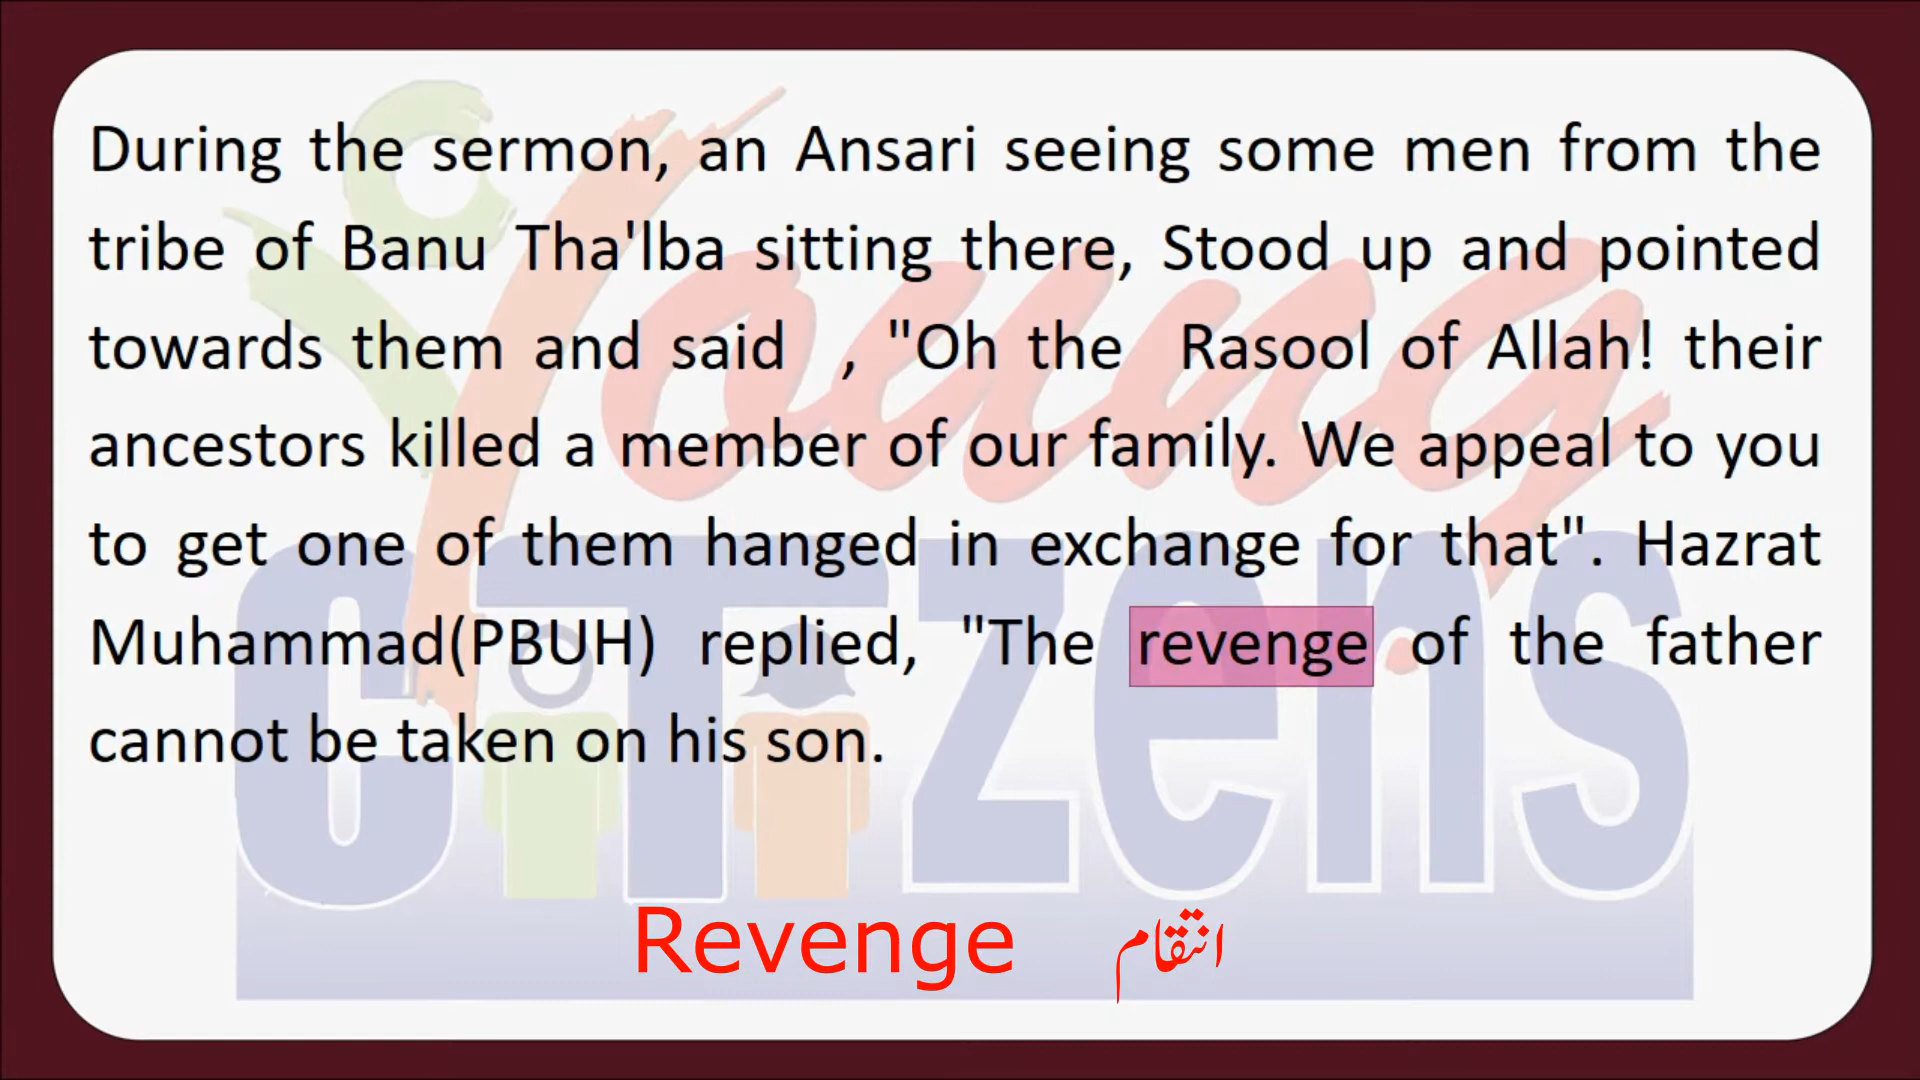 During the sermon, an Ansari seeing some men from the
tribe of Banu Tha'lba sitting there, Stood up and pointed
towards them and said , "Oh the Rasool of Allah! their
ancestors killed a member of our family. We appeal to you
to get one of them hanged in exchange for that". Hazrat
Muhammad(PBUH) replied, "The revenge of the father
cannot be taken on his son.
Young
CiTizens
Revenge انتقام